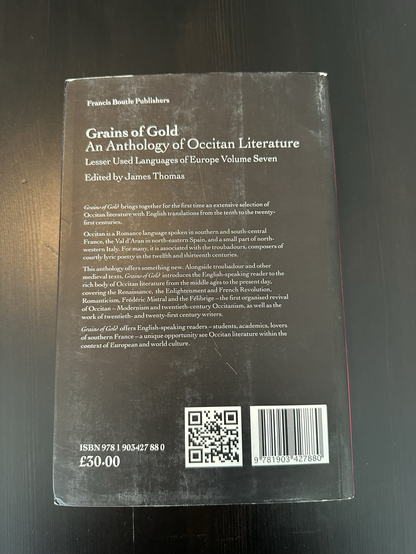 Francis Boutle Publishers
Grains of Gold
An Anthology of Occitan Literature
Lesser Used Languages of Europe Volume Seven
Edited by James Thomas
Grains of Gold brings together for the first time an extensive selection of
Occitan literature with English translations from the tenth to the twenty-
first centuries.
Occitan is a Romance language spoken in southern and south-central
France, the Val d'Aran in north-eastern Spain, and a small part of north-
western Italy. For many, it is associated with the troubadours, composers of
courtly lyric poetry in the twelfth and thirteenth centuries.
This anthology offers something new. Alongside troubadour and other
medieval texts, Grains of Gold introduces the English-speaking reader to the
rich body of Occitan literature from the middle ages to the present day,
covering the Renaissance, the Enlightenment and French Revolution,
Romanticism, Frédéric Mistral and the Félibrige – the first organised revival
of Occitan – Modernism and twentieth-century Occitanism, as well as the
work of twentieth- and twenty-first century writers.
Grains of Gold offers English-speaking readers – students, academics, lovers
of southern France – a unique opportunity see Occitan literature within the
context of European and world culture.
ISBN 978 1 903427 88 0
£30.00
9 781903 427880